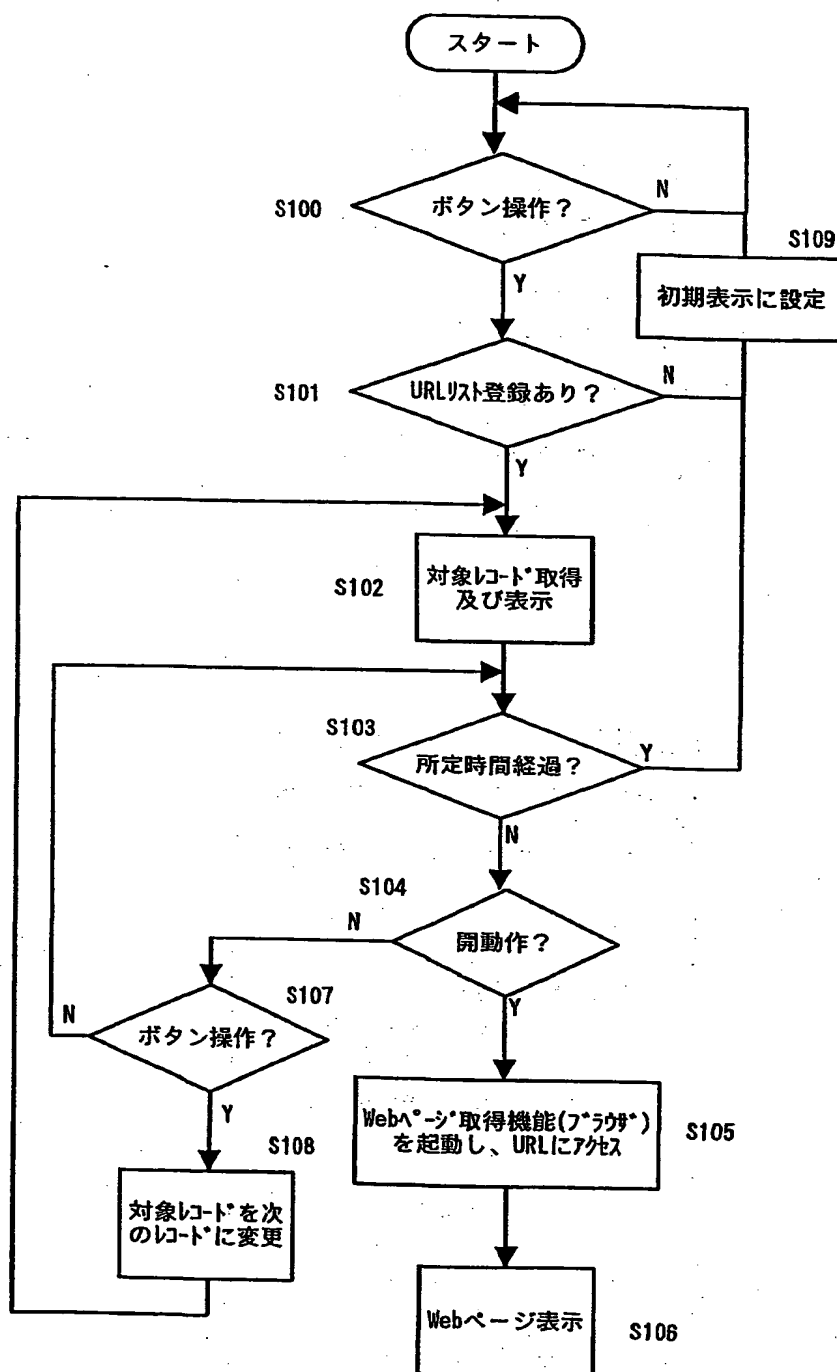 スタート
S100
ボタン操作?
N
Y
S109
初期表示に設定
S101
URLリスト登録あり?
N
Y
S102
対象レコード取得
及び表示
S103
所定時間経過?
Y
N
S104
開動作?
N
Y
S107
ボタン操作?
N
Y
S105
Webページ取得機能(ブラウザ)
を起動し、URLにアクセス
S108
対象レコードを次
のレコードに変更
S106
Webページ表示